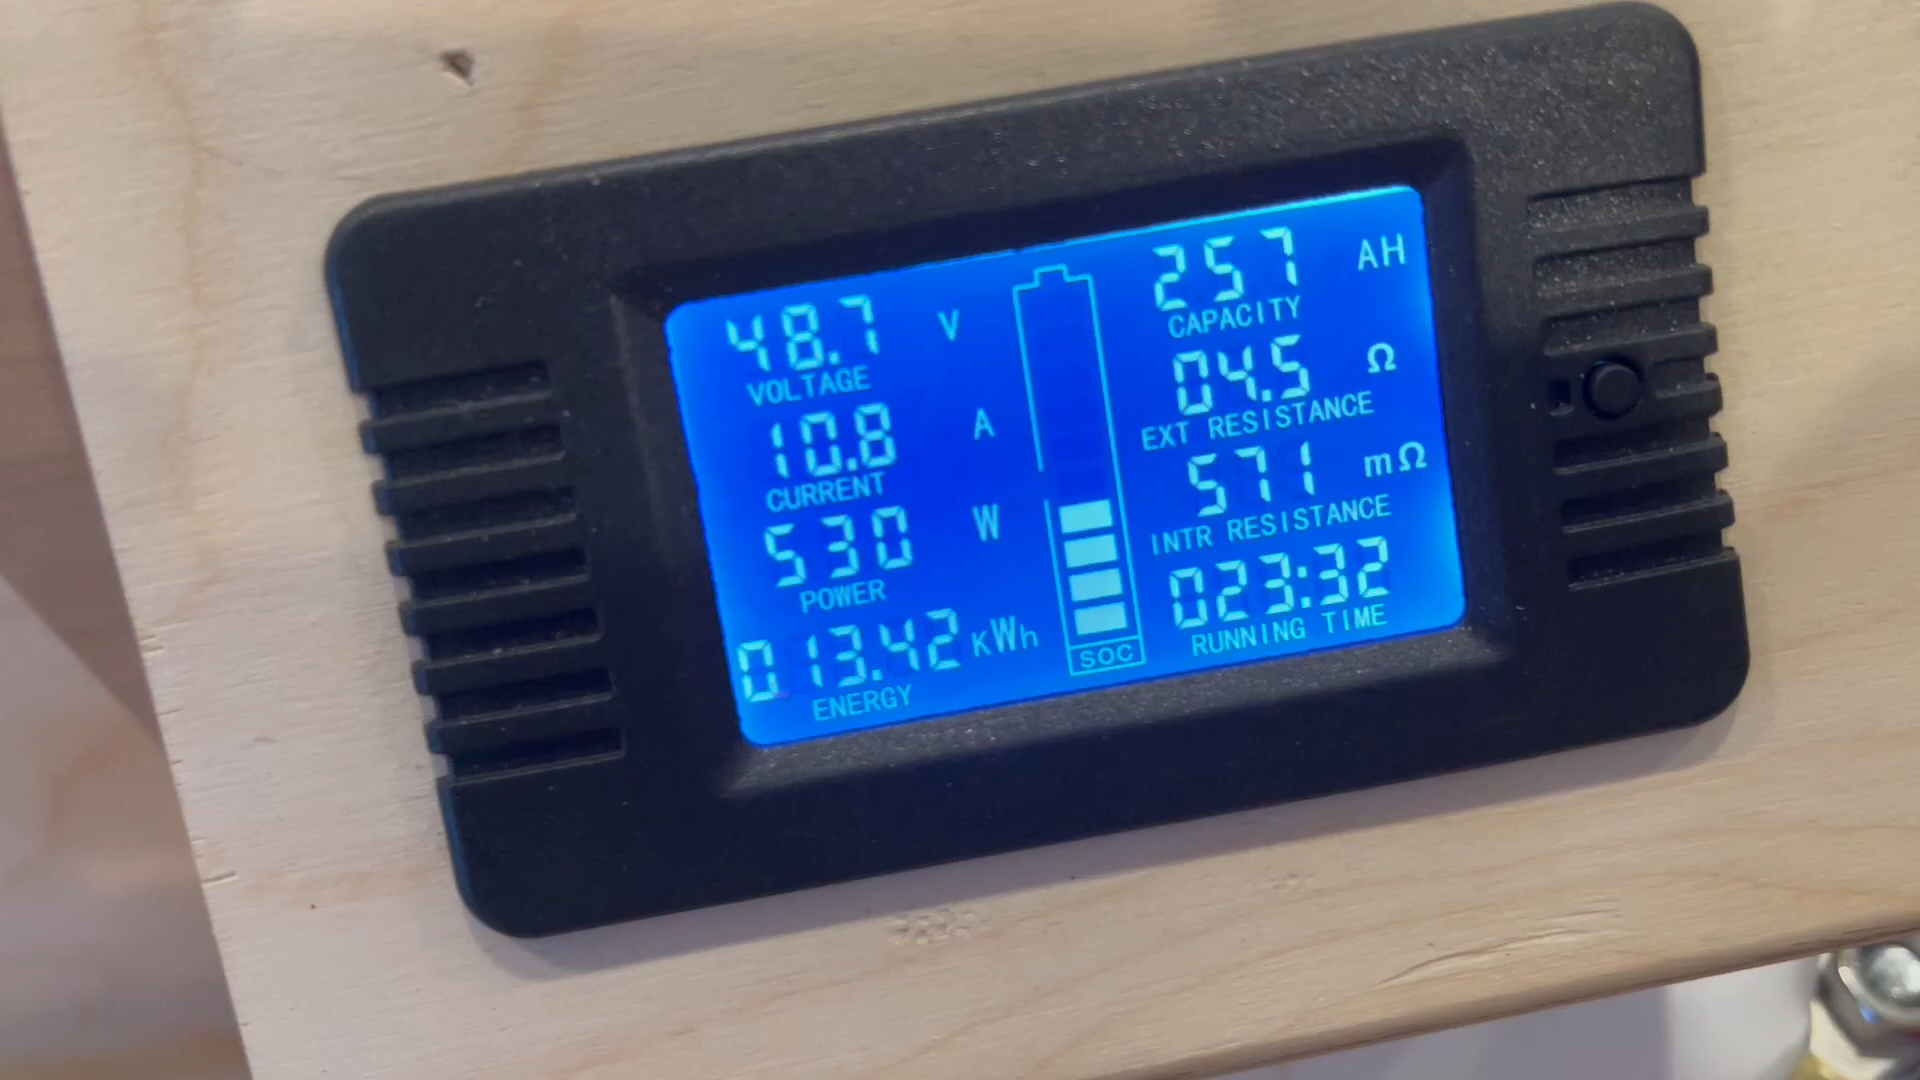 48.7 V
VOLTAGE
10.8 A
CURRENT
530 W
POWER
013.42 KWh
ENERGY
SOC
257 AH
CAPACITY
04.5 Ω
EXT RESISTANCE
571 mΩ
INTR RESISTANCE
023:32
RUNNING TIME